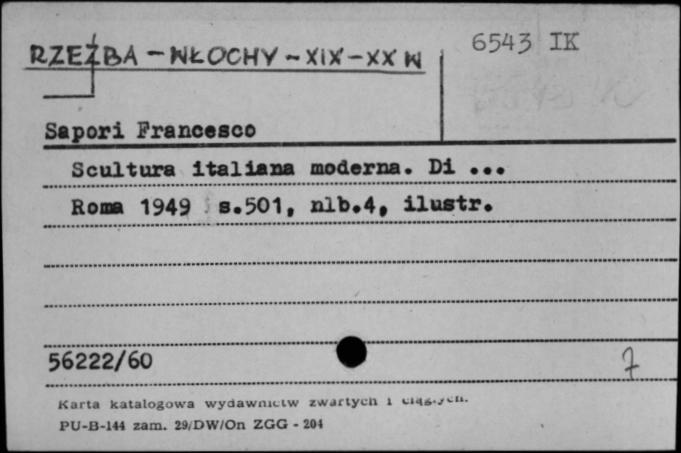 RZEŹBA - WŁOCHY - XIX - XX W
6543 IK
Sapori Francesco
Scultura italiana moderna. Di ...
Roma 1949 s.501, nlb.4, ilustr.
56222/60
7
Karta katalogowa wydawnictw zwartych i ciągłych.
PU-B-144 zam. 29/DW/On ZGG - 204